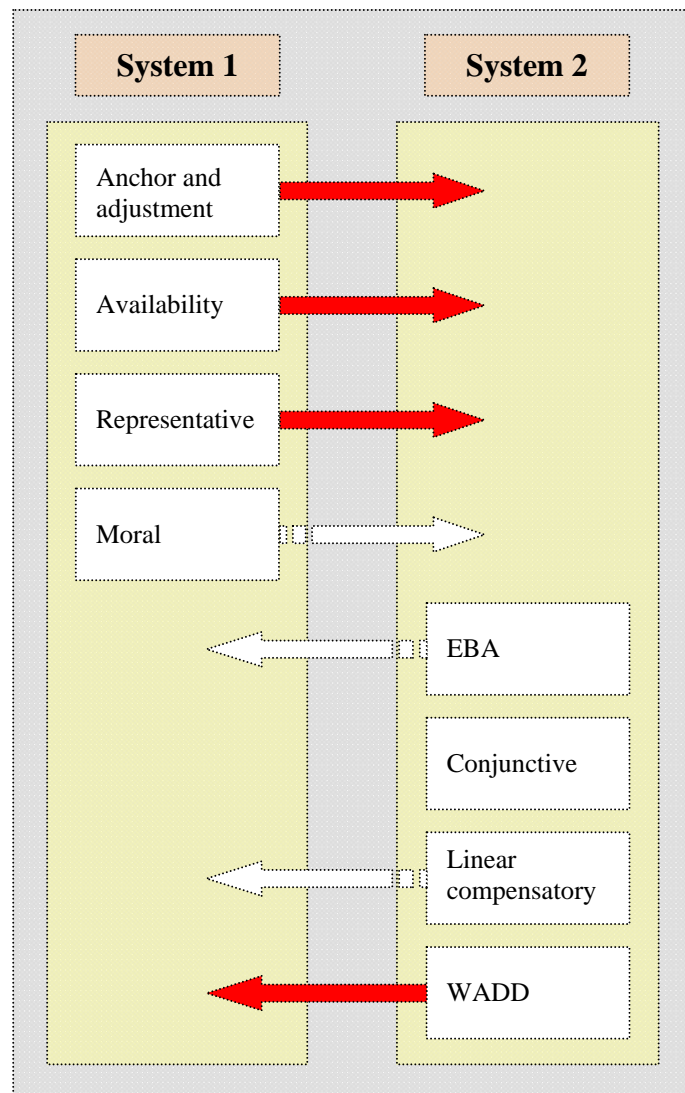 System 1
System 2
Anchor and
adjustment
Availability
Representative
Moral
EBA
Conjunctive
Linear
compensatory
WADD